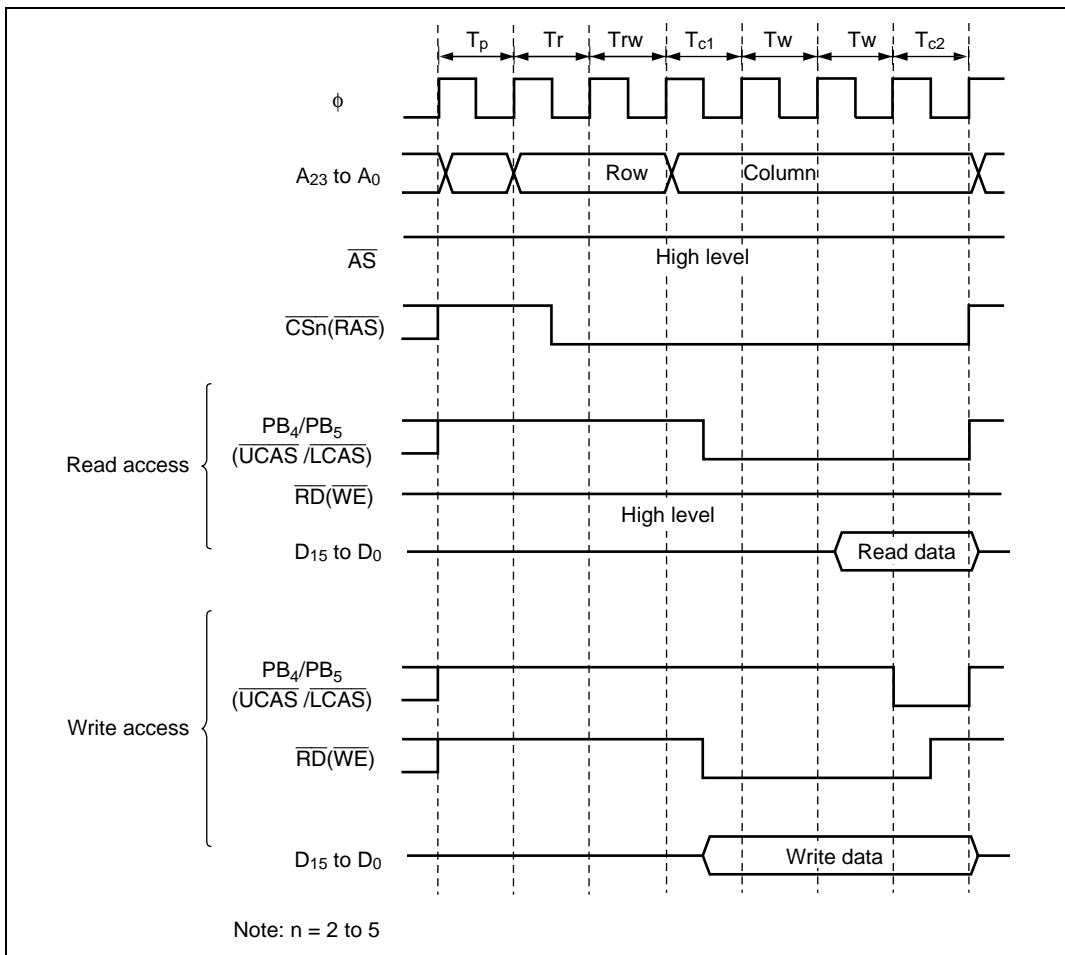 Tp Tr Trw Tc1 Tw Tw Tc2
ϕ
A23 to A0 Row Column
AS High level
CSn(RAS)
Read access
PB4/PB5
(UCAS /LCAS)
RD(WE) High level
D15 to D0 Read data
Write access
PB4/PB5
(UCAS /LCAS)
RD(WE)
D15 to D0 Write data
Note: n = 2 to 5